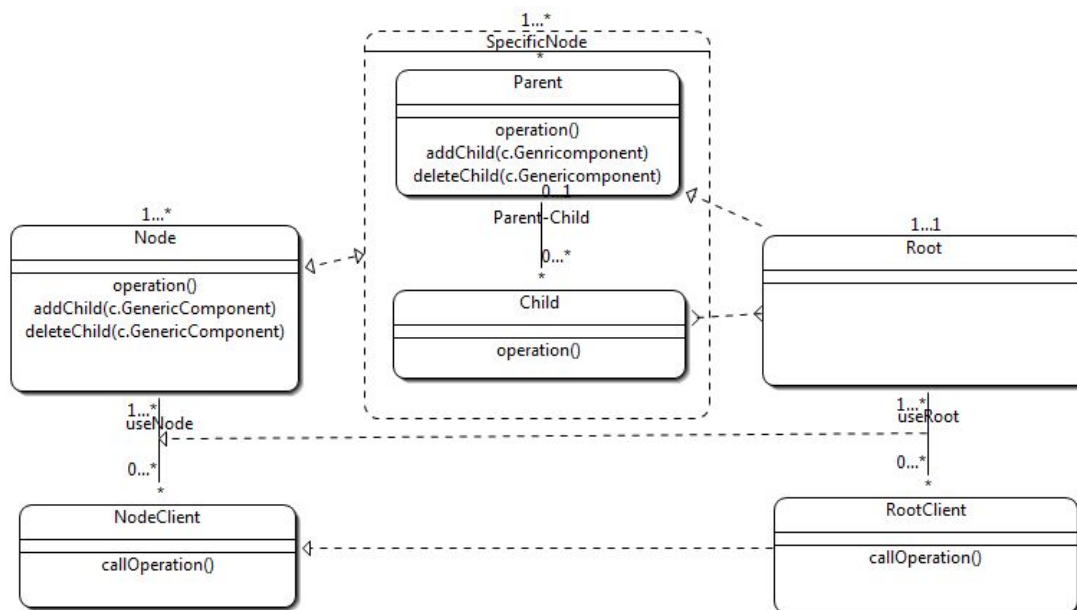 1...*
SpecificNode
*
Parent
operation()
addChild(c.Genricomponent)
deleteChild(c.Genericomponent)
0...1
Parent-Child
0...*
*
Child
operation()
1...*
Node
operation()
addChild(c.GenericComponent)
deleteChild(c.GenericComponent)
1...1
Root
1...*
useNode
0...*
*
NodeClient
callOperation()
1...*
useRoot
0...*
*
RootClient
callOperation()